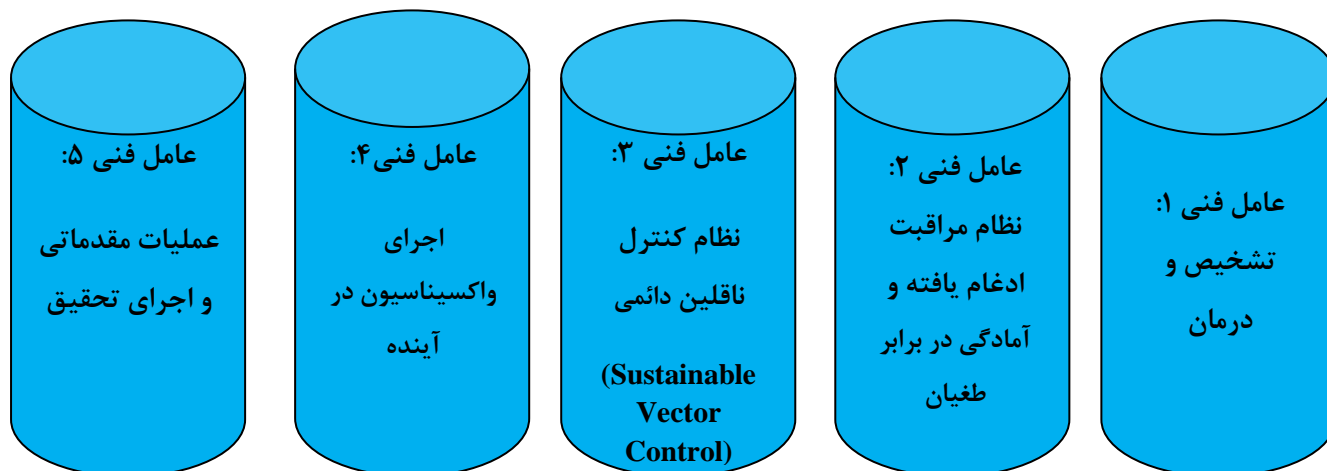 عامل فنی ۱:
تشخیص و
درمان
عامل فنی ۲:
نظام مراقبت
ادغام یافته و
آمادگی در برابر
طغیان
عامل فنی ۳:
نظام کنترل
ناقلین دائمی
(Sustainable
Vector
Control)
عامل فنی۴:
اجرای
واکسیناسیون در
آینده
عامل فنی ۵:
عملیات مقدماتی
و اجرای تحقیق